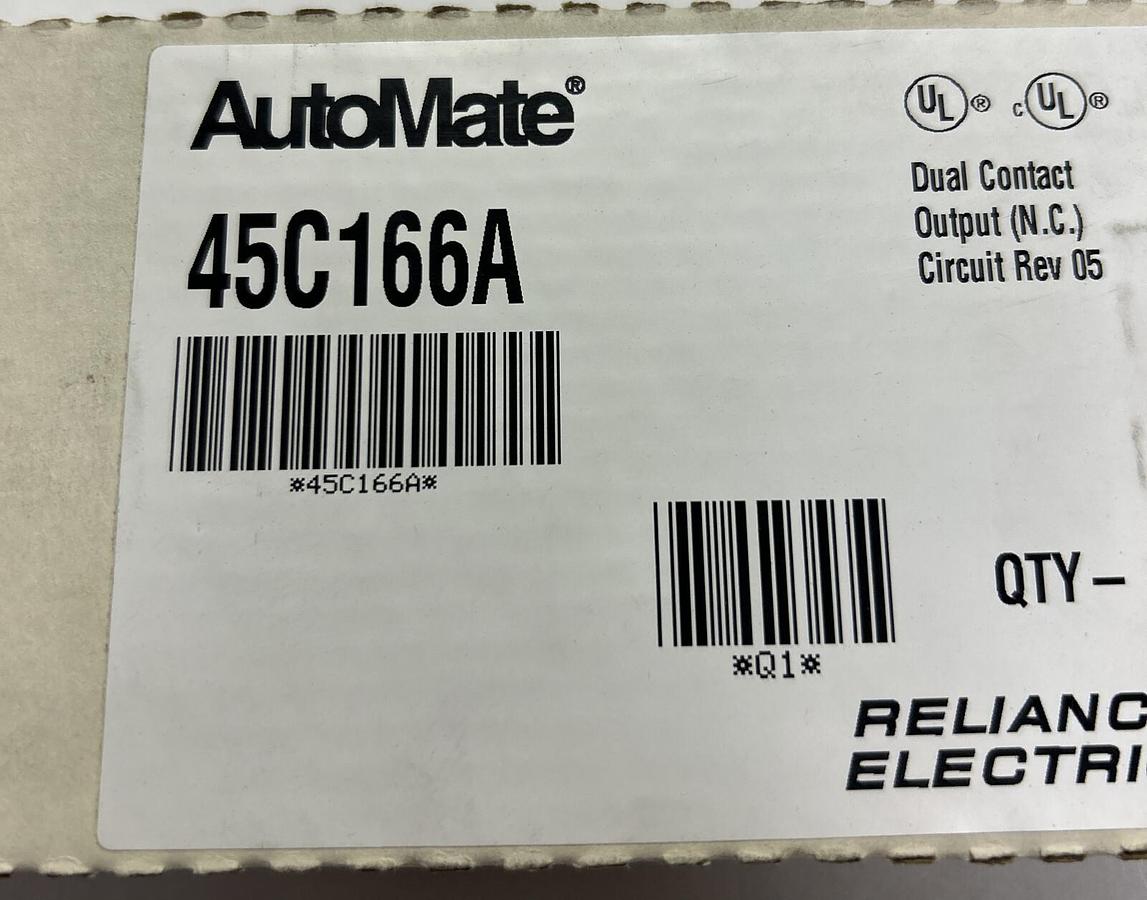 AutoMate®
UL® cUL®
Dual Contact
Output (N.C.)
Circuit Rev 05
45C166A
*45C166A*
*Q1*
QTY –
RELIANC
ELECTRI